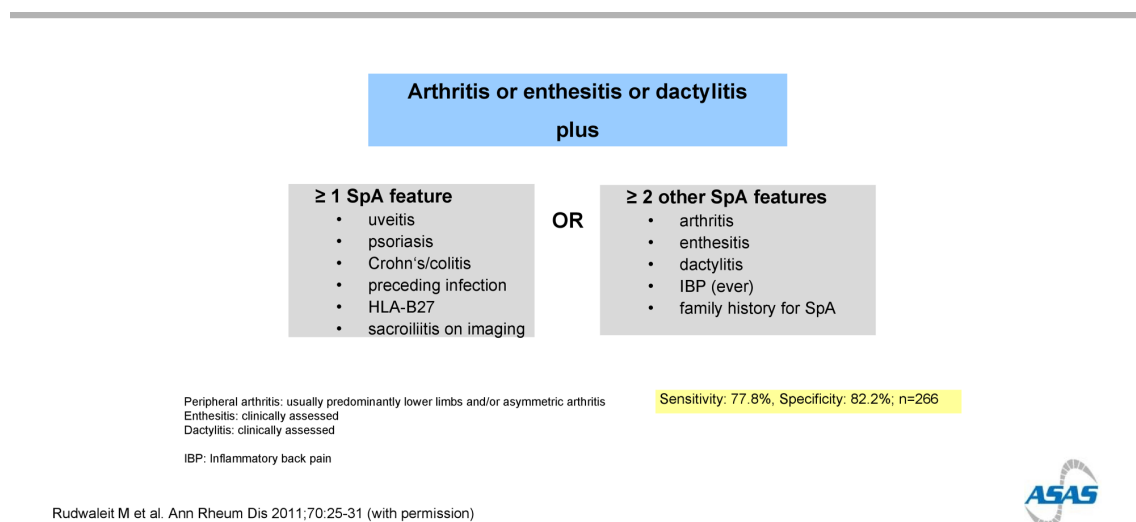 Arthritis or enthesitis or dactylitis
plus
≥ 1 SpA feature
• uveitis
• psoriasis
• Crohn‘s/colitis
• preceding infection
• HLA-B27
• sacroiliitis on imaging
OR
≥ 2 other SpA features
• arthritis
• enthesitis
• dactylitis
• IBP (ever)
• family history for SpA
Peripheral arthritis: usually predominantly lower limbs and/or asymmetric arthritis
Enthesitis: clinically assessed
Dactylitis: clinically assessed
IBP: Inflammatory back pain
Sensitivity: 77.8%, Specificity: 82.2%; n=266
ASAS
Rudwaleit M et al. Ann Rheum Dis 2011;70:25-31 (with permission)